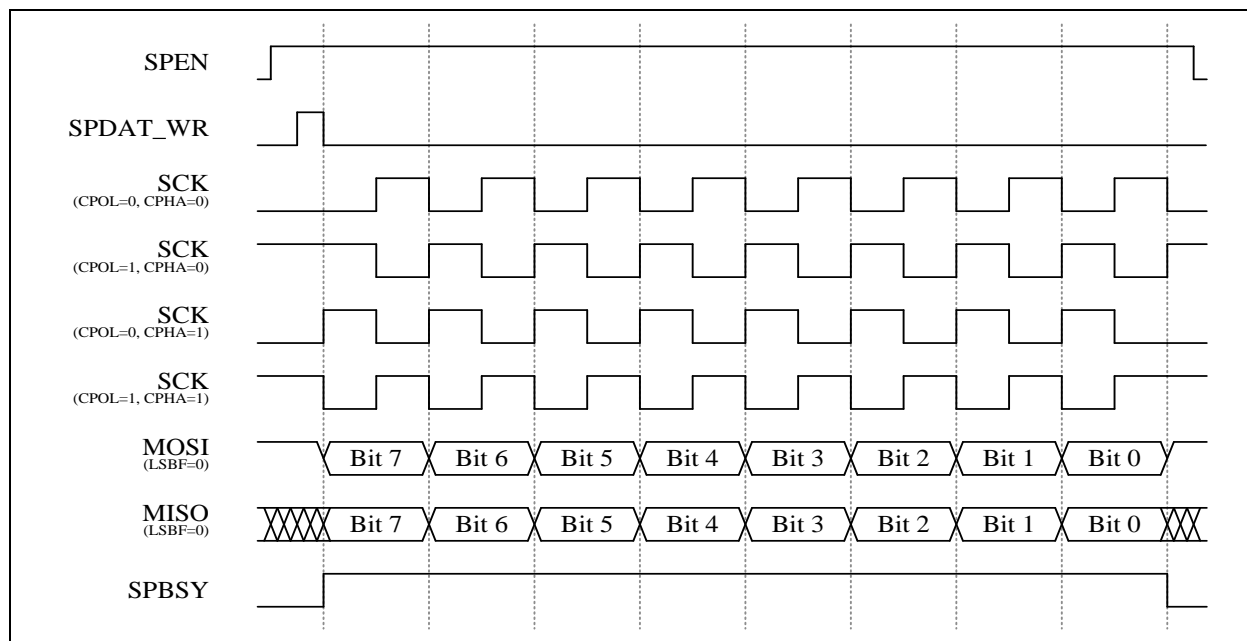 SPEN
SPDAT_WR
SCK
(CPOL=0, CPHA=0)
SCK
(CPOL=1, CPHA=0)
SCK
(CPOL=0, CPHA=1)
SCK
(CPOL=1, CPHA=1)
MOSI
(LSBF=0)
Bit 7 Bit 6 Bit 5 Bit 4 Bit 3 Bit 2 Bit 1 Bit 0
MISO
(LSBF=0)
Bit 7 Bit 6 Bit 5 Bit 4 Bit 3 Bit 2 Bit 1 Bit 0
SPBSY